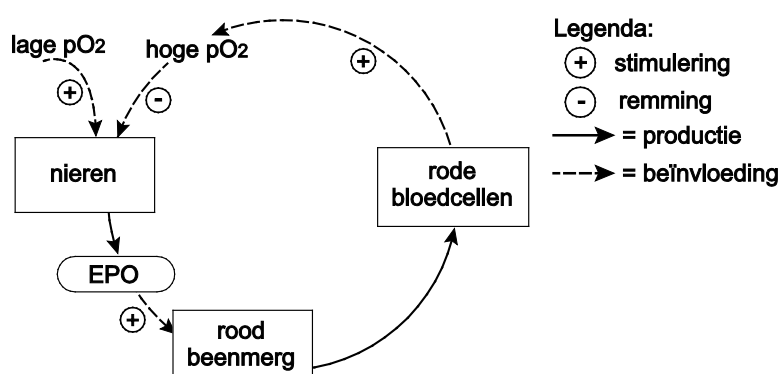 lage pO2
hoge pO2
+
-
+
nieren
rode
bloedcellen
EPO
+
rood
beenmerg
Legenda:
+ stimulering
- remming
= productie
= beïnvloeding